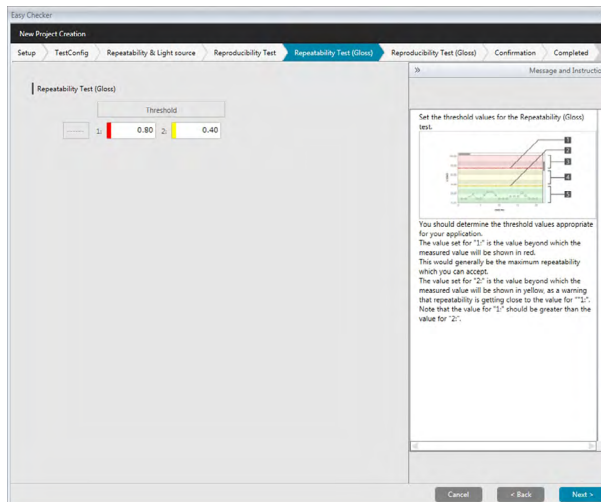 Easy Checker
New Project Creation
Setup TestConfig Repeatability & Light source Reproducibility Test Repeatability Test (Gloss) Reproducibility Test (Gloss) Confirmation Completed
» Message and Instructio
Repeatability Test (Gloss)
Threshold
------ 1: 0.80 2: 0.40
Set the threshold values for the Repeatability (Gloss)
test.
1
2
3
4
5
You should determine the threshold values appropriate
for your application.
The value set for "1:" is the value beyond which the
measured value will be shown in red.
This would generally be the maximum repeatability
which you can accept.
The value set for "2:" is the value beyond which the
measured value will be shown in yellow, as a warning
that repeatability is getting close to the value for ""1:".
Note that the value for "1:" should be greater than the
value for "2:".
Cancel < Back Next >